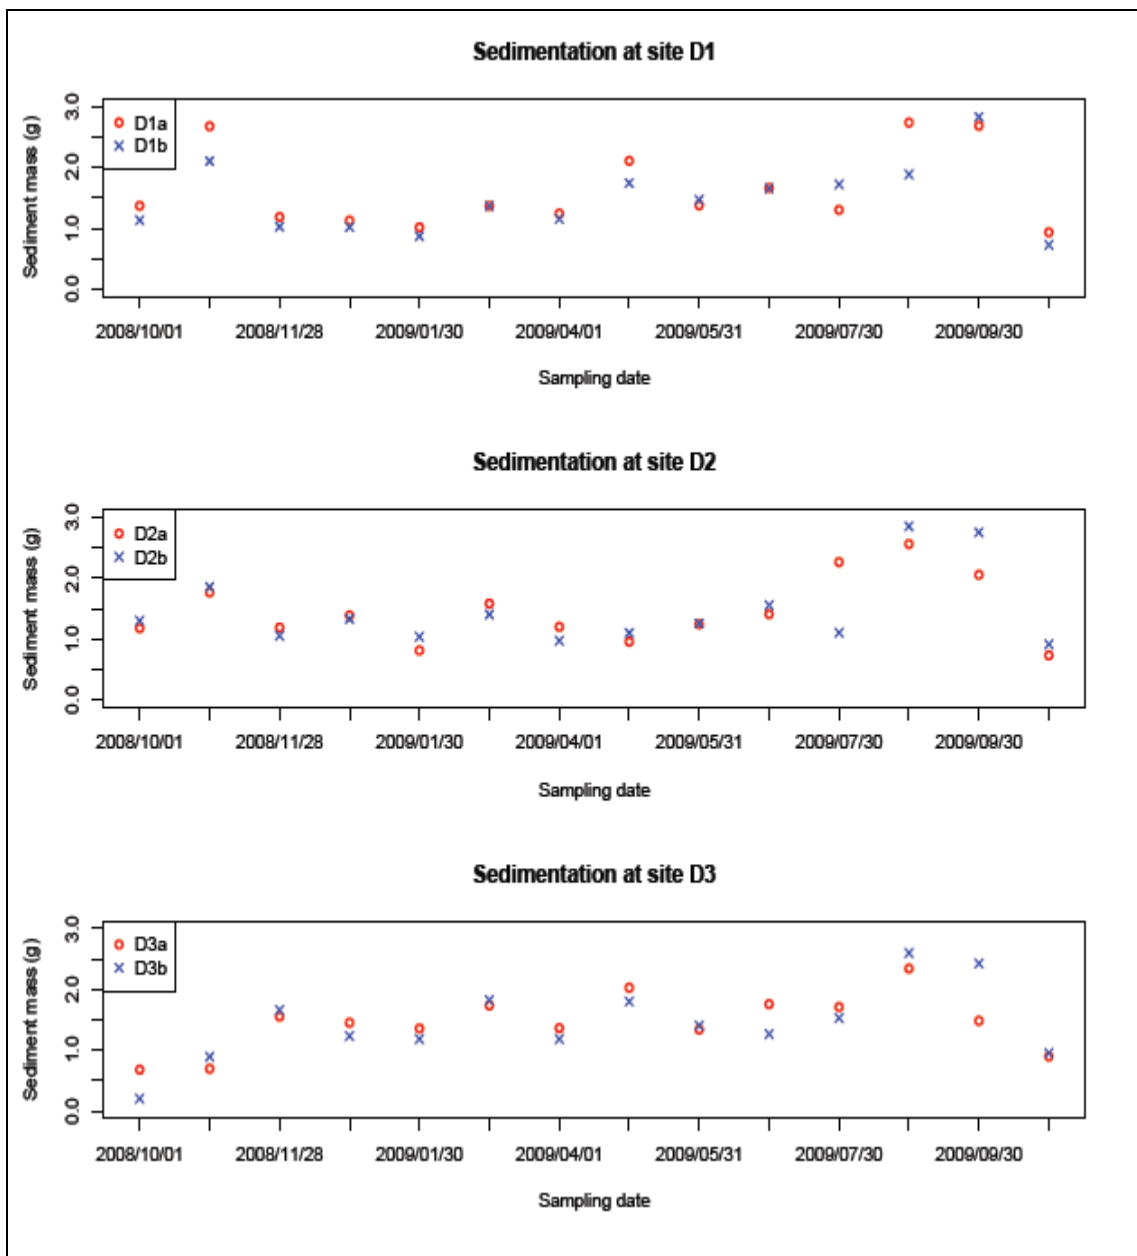 Sedimentation at site D1
Sediment mass (g)
3.0
2.0
1.0
0.0
D1a
D1b
2008/10/01 2008/11/28 2009/01/30 2009/04/01 2009/05/31 2009/07/30 2009/09/30
Sampling date
Sedimentation at site D2
Sediment mass (g)
3.0
2.0
1.0
0.0
D2a
D2b
2008/10/01 2008/11/28 2009/01/30 2009/04/01 2009/05/31 2009/07/30 2009/09/30
Sampling date
Sedimentation at site D3
Sediment mass (g)
3.0
2.0
1.0
0.0
D3a
D3b
2008/10/01 2008/11/28 2009/01/30 2009/04/01 2009/05/31 2009/07/30 2009/09/30
Sampling date